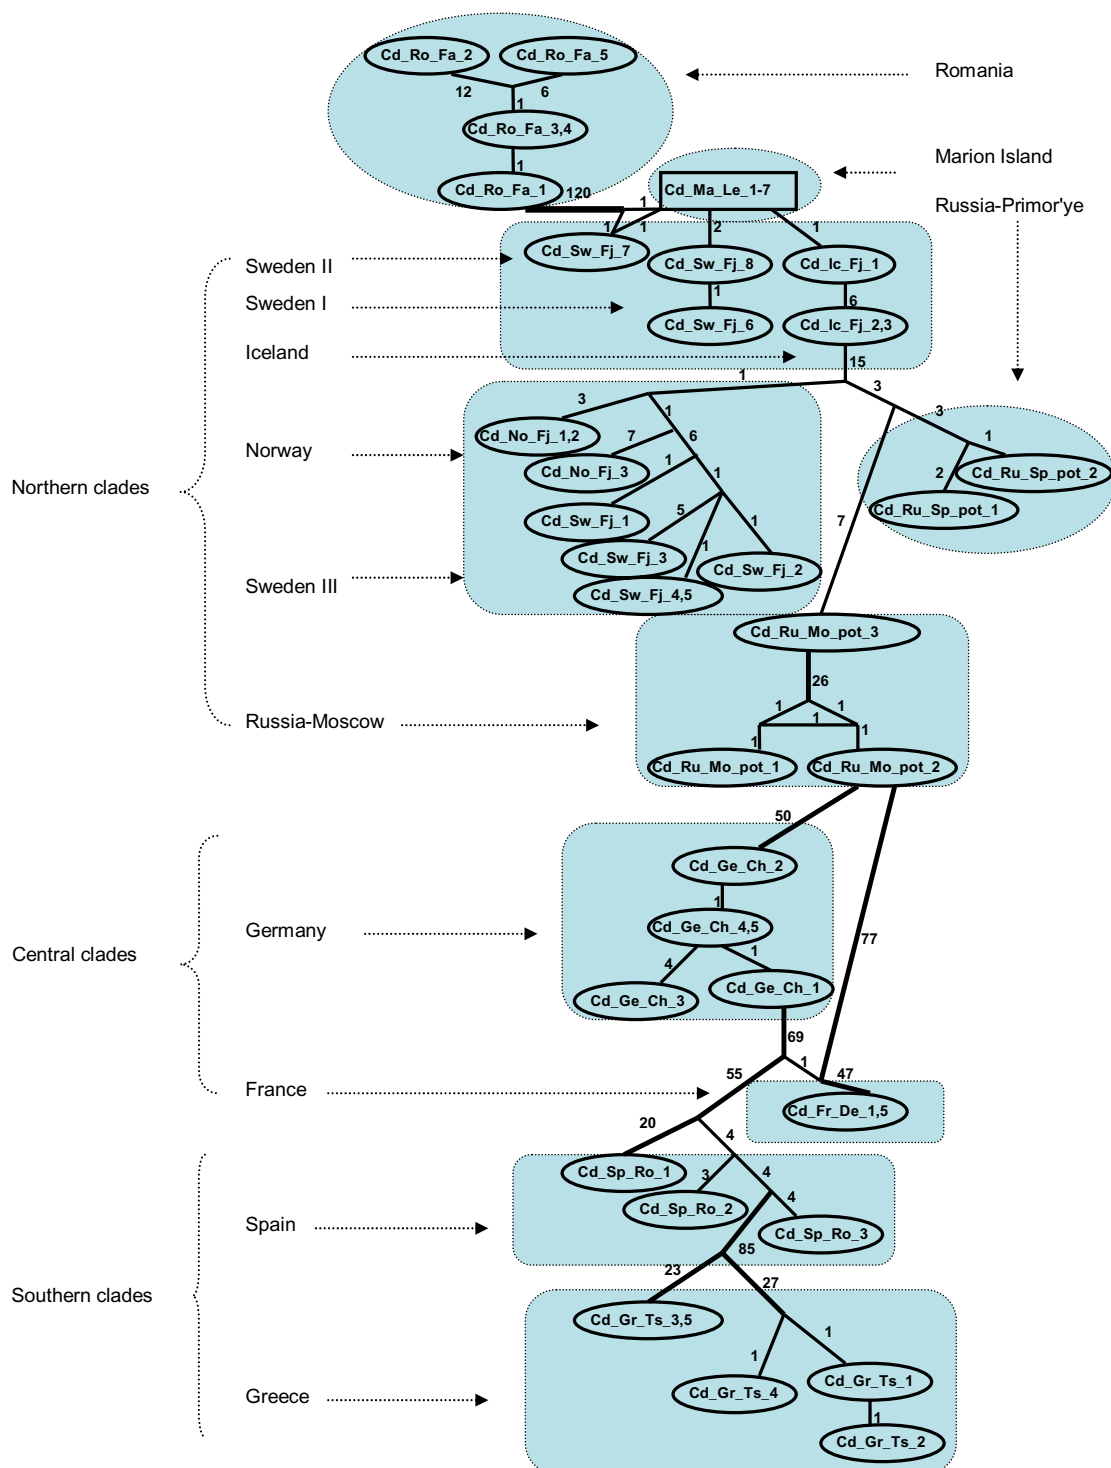 Cd_Ro_Fa_2
Cd_Ro_Fa_5
12
6
1
Cd_Ro_Fa_3,4
1
Cd_Ro_Fa_1
120
Romania
Marion Island
Russia-Primor'ye
Cd_Ma_Le_1-7
1
1
1
2
1
Cd_Sw_Fj_7
Cd_Sw_Fj_8
Cd_Ic_Fj_1
1
6
Cd_Sw_Fj_6
Cd_Ic_Fj_2,3
15
Sweden II
Sweden I
Iceland
1
3
3
3
1
7
6
1
1
5
1
1
Cd_No_Fj_1,2
Cd_No_Fj_3
Cd_Sw_Fj_1
Cd_Sw_Fj_3
Cd_Sw_Fj_2
Cd_Sw_Fj_4,5
1
2
Cd_Ru_Sp_pot_2
Cd_Ru_Sp_pot_1
7
Norway
Northern clades
Sweden III
Cd_Ru_Mo_pot_3
26
1
1
1
1
1
Cd_Ru_Mo_pot_1
Cd_Ru_Mo_pot_2
Russia-Moscow
50
77
Cd_Ge_Ch_2
1
Cd_Ge_Ch_4,5
4
1
Cd_Ge_Ch_3
Cd_Ge_Ch_1
Germany
Central clades
69
1
55
47
Cd_Fr_De_1,5
France
20
4
Cd_Sp_Ro_1
3
4
Cd_Sp_Ro_2
4
Cd_Sp_Ro_3
Spain
85
23
27
Southern clades
Cd_Gr_Ts_3,5
1
1
Cd_Gr_Ts_4
Cd_Gr_Ts_1
1
Cd_Gr_Ts_2
Greece